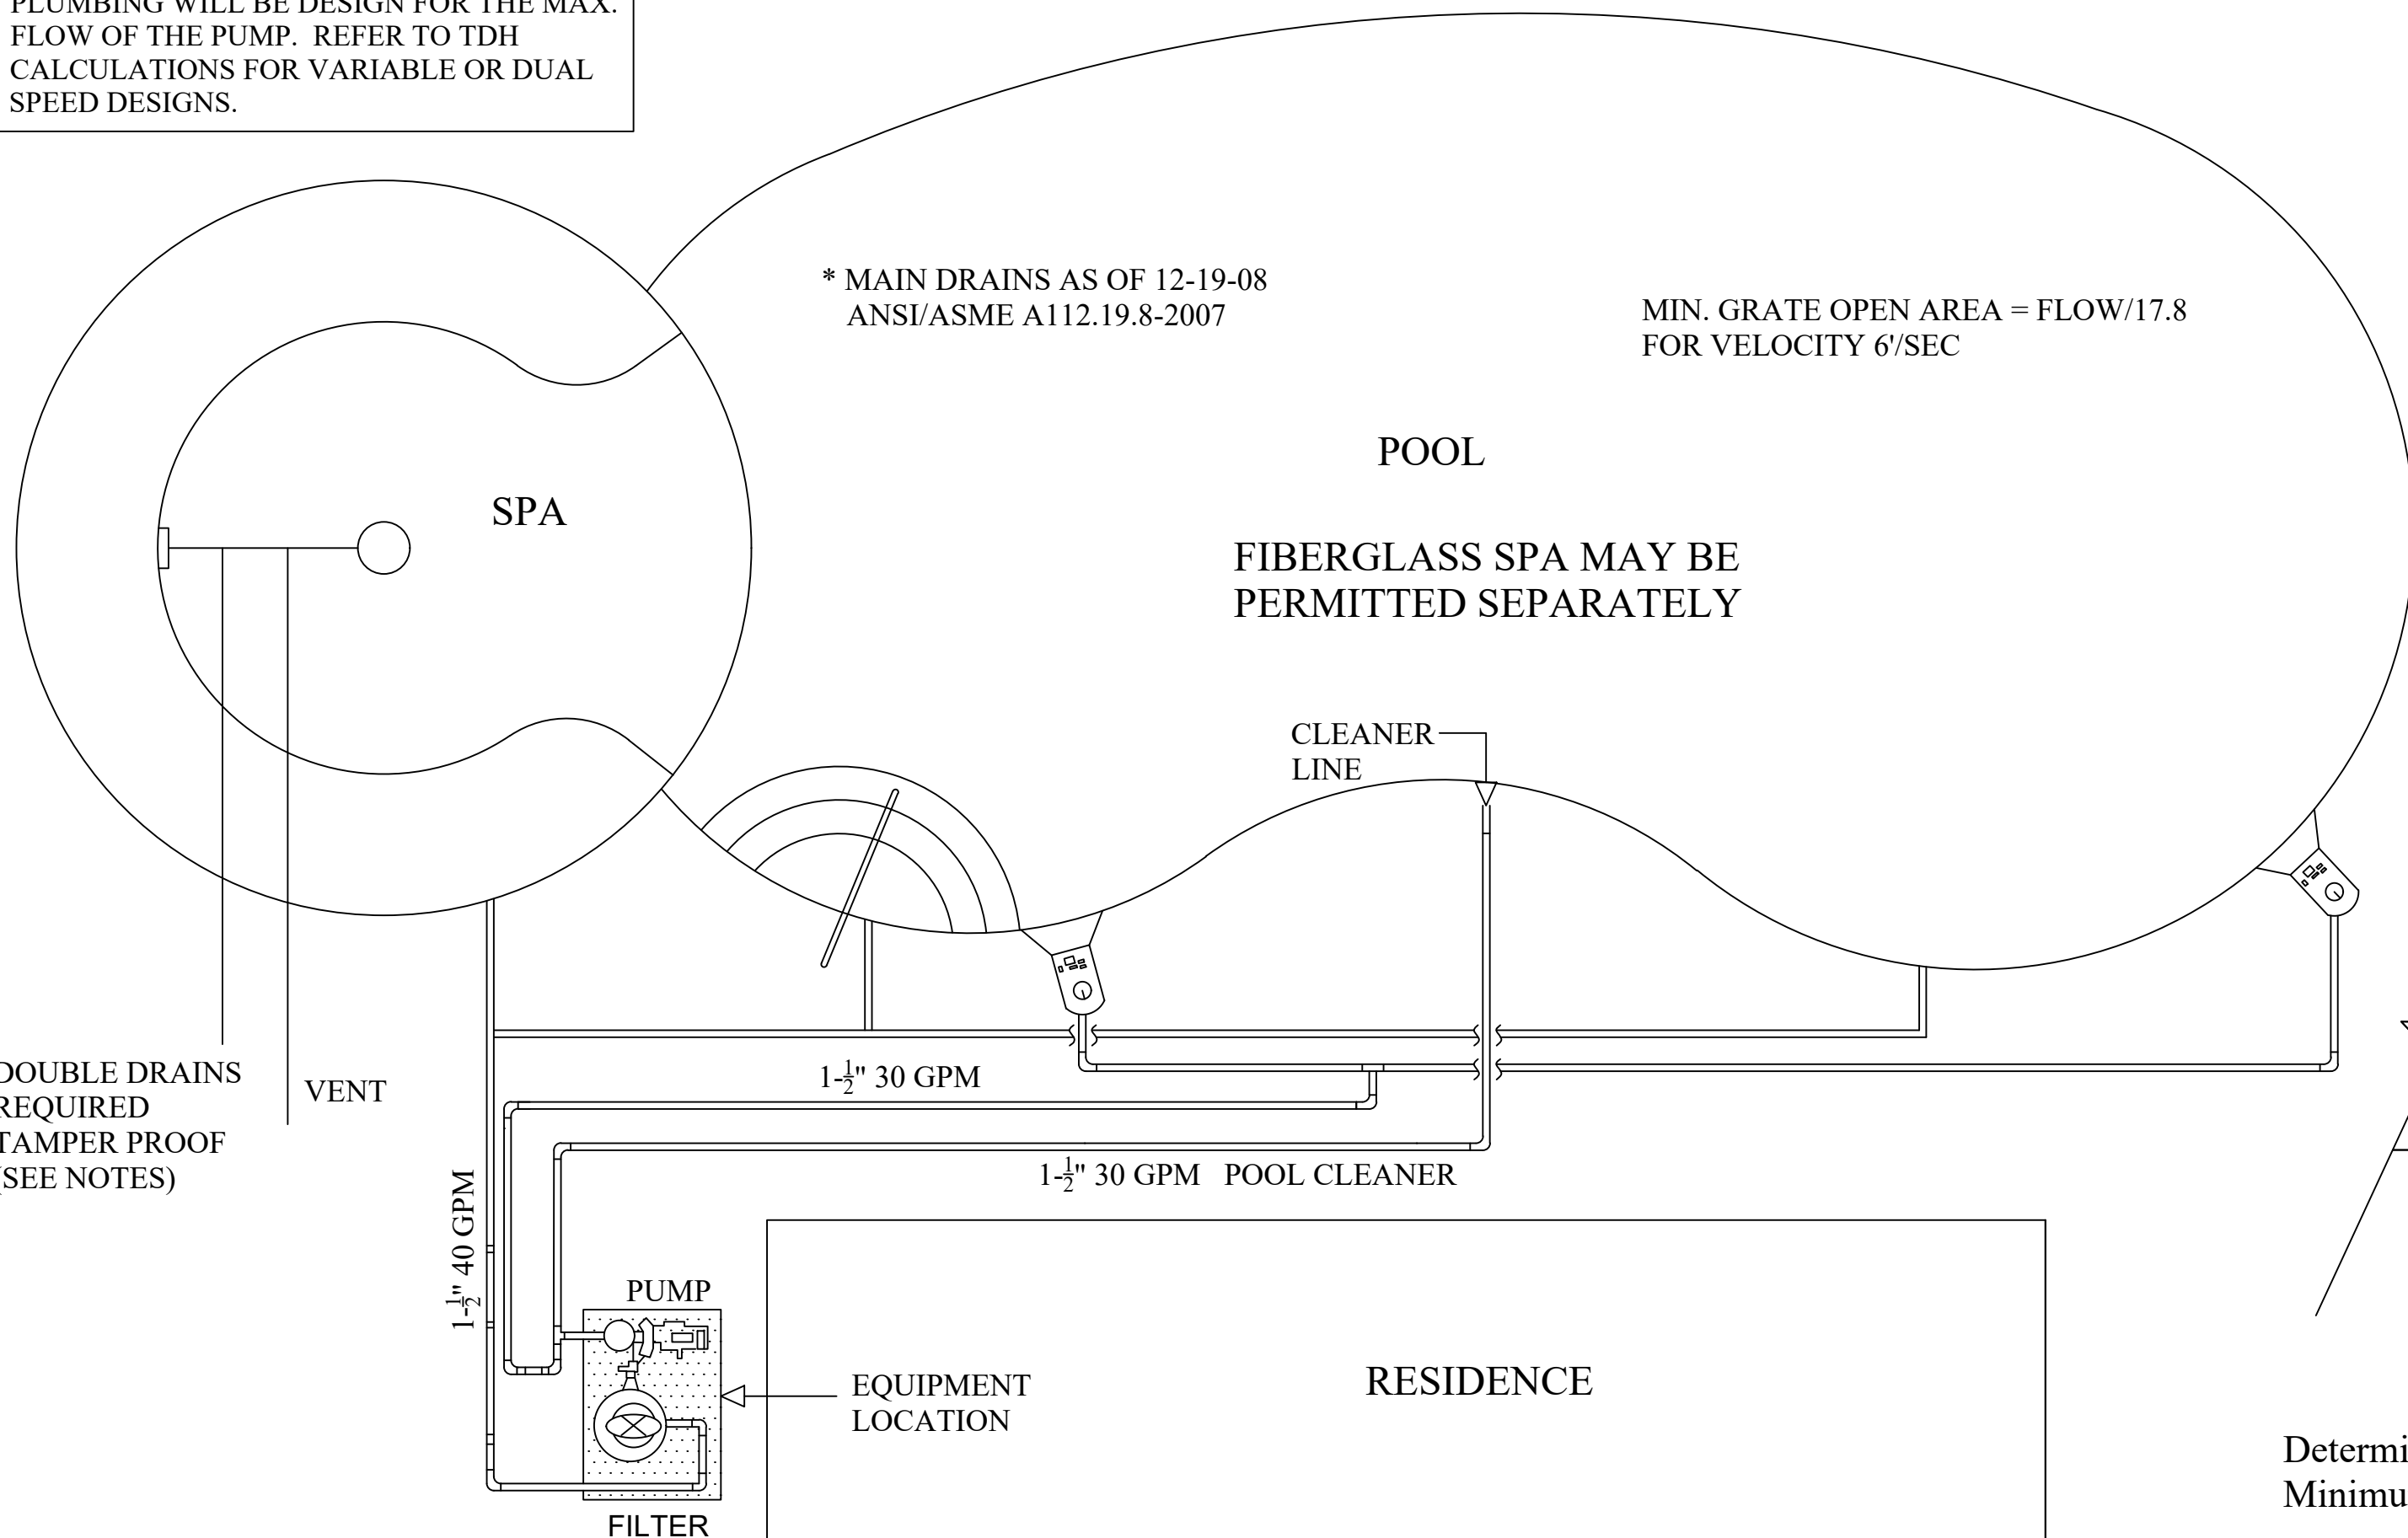 PLUMBING WILL BE DESIGN FOR THE MAX.
FLOW OF THE PUMP. REFER TO TDH
CALCULATIONS FOR VARIABLE OR DUAL
SPEED DESIGNS.
* MAIN DRAINS AS OF 12-19-08
ANSI/ASME A112.19.8-2007
MIN. GRATE OPEN AREA = FLOW/17.8
FOR VELOCITY 6'/SEC
POOL
SPA
FIBERGLASS SPA MAY BE
PERMITTED SEPARATELY
CLEANER
LINE
DOUBLE DRAINS
REQUIRED
TAMPER PROOF
(SEE NOTES)
VENT
1-1/2" 30 GPM
1-1/2" 30 GPM POOL CLEANER
1-1/2" 40 GPM
PUMP
EQUIPMENT
LOCATION
RESIDENCE
FILTER
Determi
Minimu